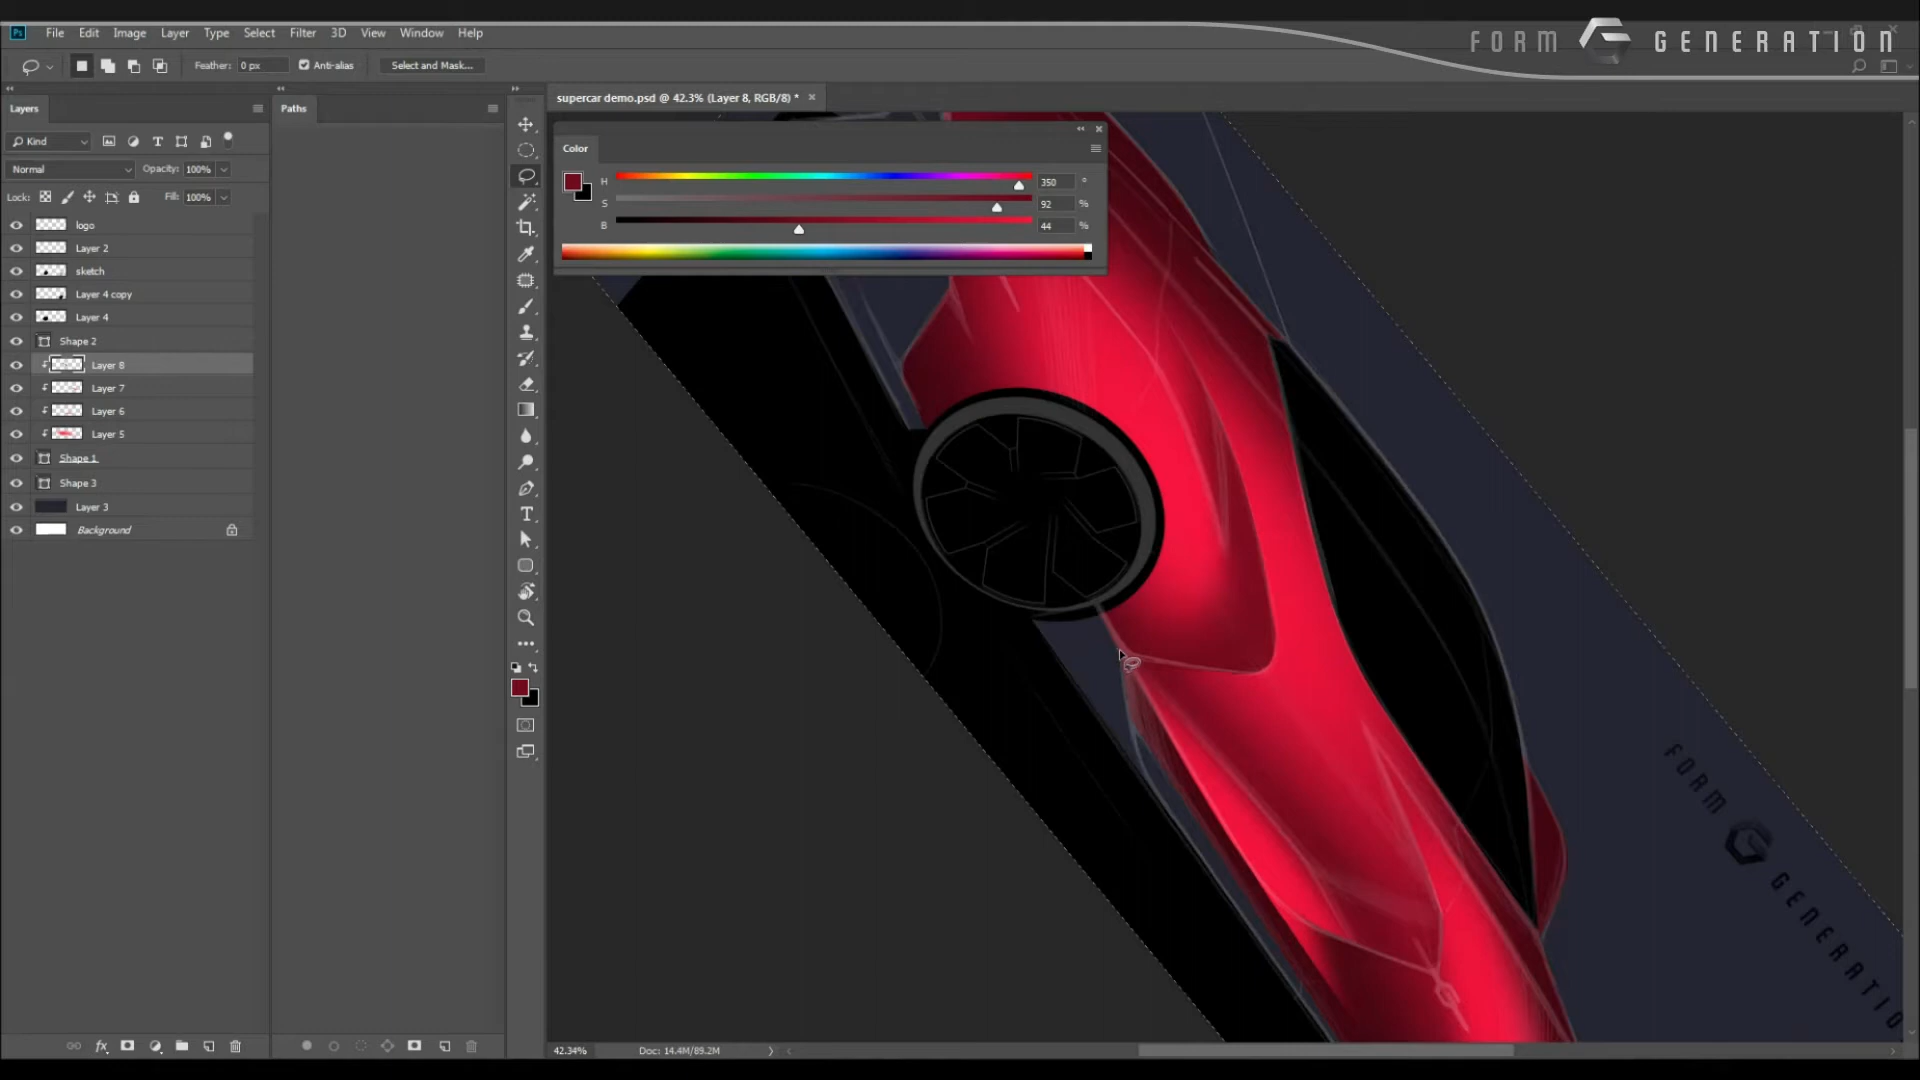 FORM GENERATION
Ps File Edit Image Layer Type Select Filter 3D View Window Help
Feather: 0 px Anti-alias Select and Mask...
Layers
Paths
supercar demo.psd @ 42.3% (Layer 8, RGB/8) *
Kind
Normal Opacity: 100%
Lock: Fill: 100%
logo
Layer 2
sketch
Layer 4 copy
Layer 4
Shape 2
Layer 8
Layer 7
Layer 6
Layer 5
Shape 1
Shape 3
Layer 3
Background
fx
T
Color
H 350 °
S 92 %
B 44 %
FORM GENERATIO
42.34% Doc: 14.4M/89.2M